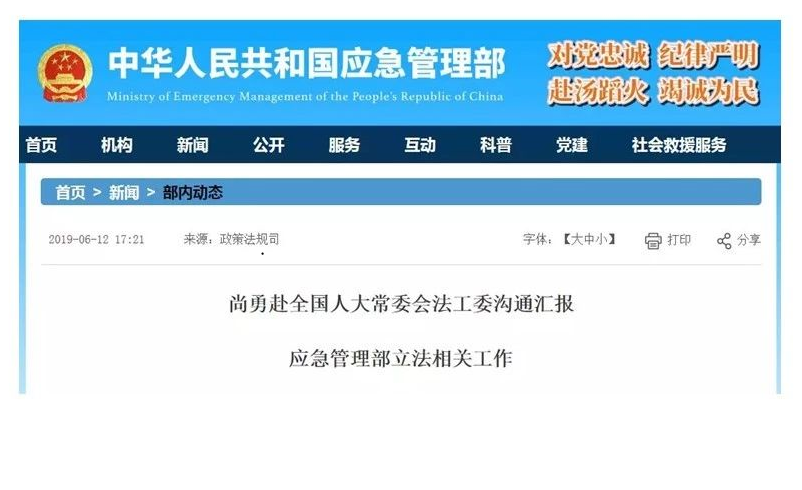 中华人民共和国应急管理部
Ministry of Emergency Management of the People's Republic of China
对党忠诚 纪律严明
赴汤蹈火 竭诚为民
首页 机构 新闻 公开 服务 互动 科普 党建 社会救援服务
首页 > 新闻 > 部内动态
2019-06-12 17:21 来源：政策法规司 字体：【大中小】 打印 分享
尚勇赴全国人大常委会法工委沟通汇报
应急管理部立法相关工作